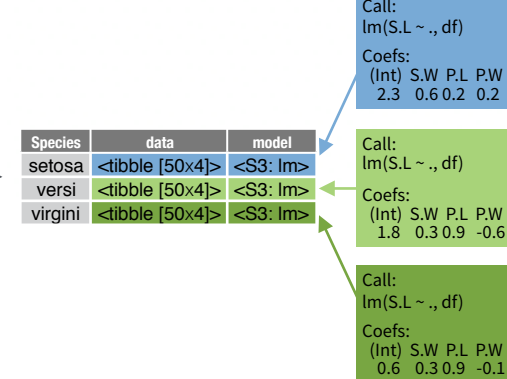 Call:
lm(S.L ~ ., df)
Coefs:
(Int) S.W P.L P.W
2.3 0.6 0.2 0.2
Species data model
setosa <tibble [50x4]> <S3: lm>
versi <tibble [50x4]> <S3: lm>
virgini <tibble [50x4]> <S3: lm>
Call:
lm(S.L ~ ., df)
Coefs:
(Int) S.W P.L P.W
1.8 0.3 0.9 -0.6
Call:
lm(S.L ~ ., df)
Coefs:
(Int) S.W P.L P.W
0.6 0.3 0.9 -0.1